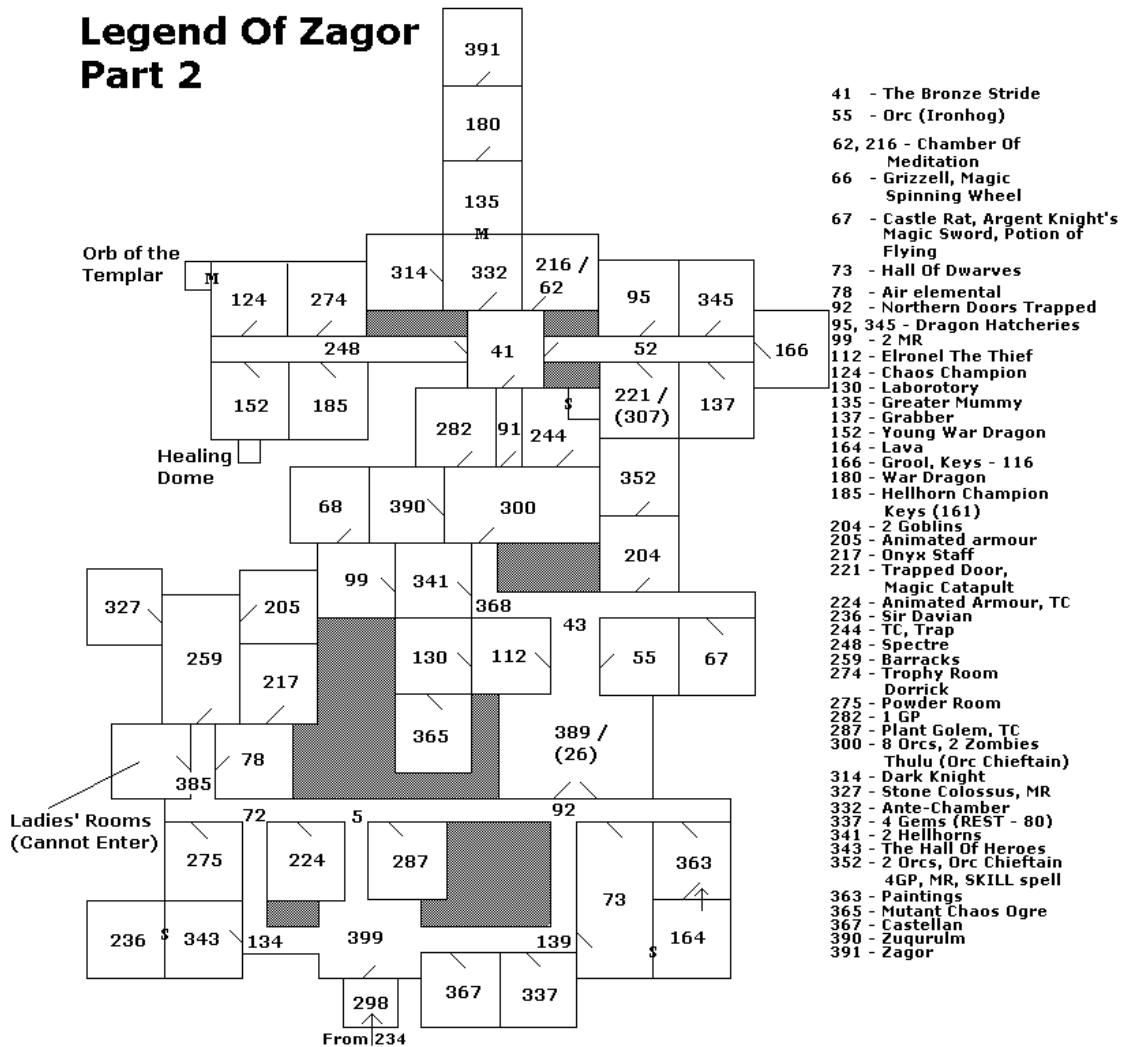 Legend Of Zagor
Part 2
391
180
135
M
314
332
216 /
62
Orb of the
Templar
M
124
274
95
345
248
41
52
166
152
185
S
221 /
(307)
137
282
91
244
Healing
Dome
352
68
390
300
204
99
341
368
327
205
43
259
130
112
55
67
217
365
389 /
(26)
78
385
Ladies' Rooms
(Cannot Enter)
72
5
92
275
224
287
363
73
236
S
343
134
399
139
164
S
298
367
337
From 234
41 - The Bronze Stride
55 - Orc (Ironhog)
62, 216 - Chamber Of
Meditation
66 - Grizzell, Magic
Spinning Wheel
67 - Castle Rat, Argent Knight's
Magic Sword, Potion of
Flying
73 - Hall Of Dwarves
78 - Air elemental
92 - Northern Doors Trapped
95, 345 - Dragon Hatcheries
99 - 2 MR
112 - Elronel The Thief
124 - Chaos Champion
130 - Laborotory
135 - Greater Mummy
137 - Grabber
152 - Young War Dragon
164 - Lava
166 - Grool, Keys - 116
180 - War Dragon
185 - Hellhorn Champion
Keys (161)
204 - 2 Goblins
205 - Animated armour
217 - Onyx Staff
221 - Trapped Door,
Magic Catapult
224 - Animated Armour, TC
236 - Sir Davian
244 - TC, Trap
248 - Spectre
259 - Barracks
274 - Trophy Room
Dorrick
275 - Powder Room
282 - 1 GP
287 - Plant Golem, TC
300 - 8 Orcs, 2 Zombies
Thulu (Orc Chieftain)
314 - Dark Knight
327 - Stone Colossus, MR
332 - Ante-Chamber
337 - 4 Gems (REST - 80)
341 - 2 Hellhorns
343 - The Hall Of Heroes
352 - 2 Orcs, Orc Chieftain
4GP, MR, SKILL spell
363 - Paintings
365 - Mutant Chaos Ogre
367 - Castellan
390 - Zuqurulm
391 - Zagor